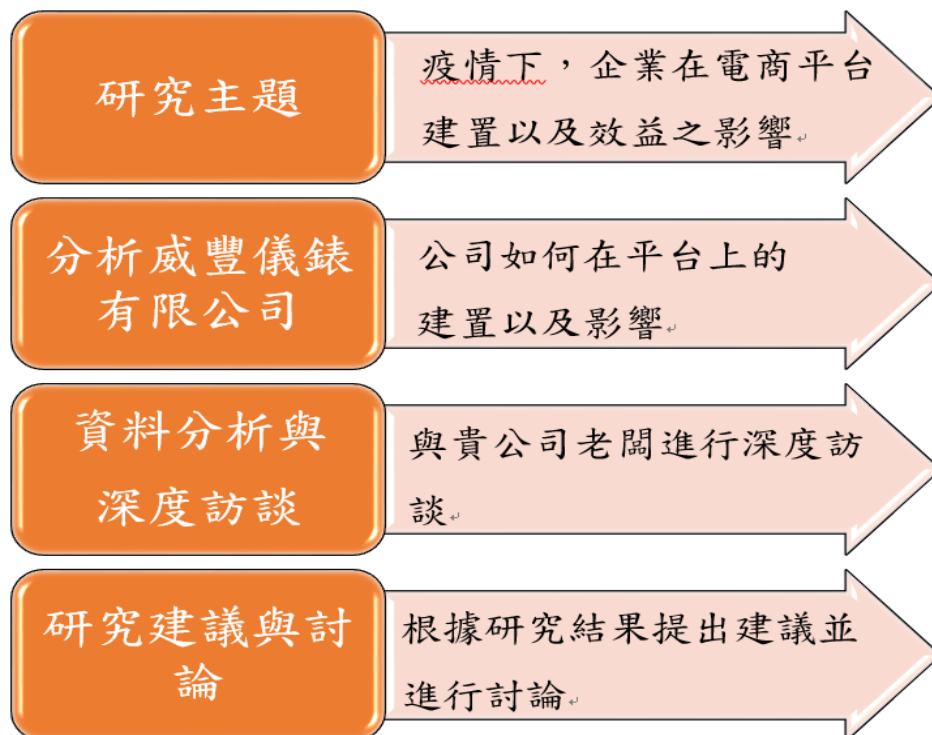 研究主題
疫情下，企業在電商平台
建置以及效益之影響
分析威豐儀錶
有限公司
公司如何在平台上的
建置以及影響
資料分析與
深度訪談
與貴公司老闆進行深度訪
談
研究建議與討
論
根據研究結果提出建議並
進行討論